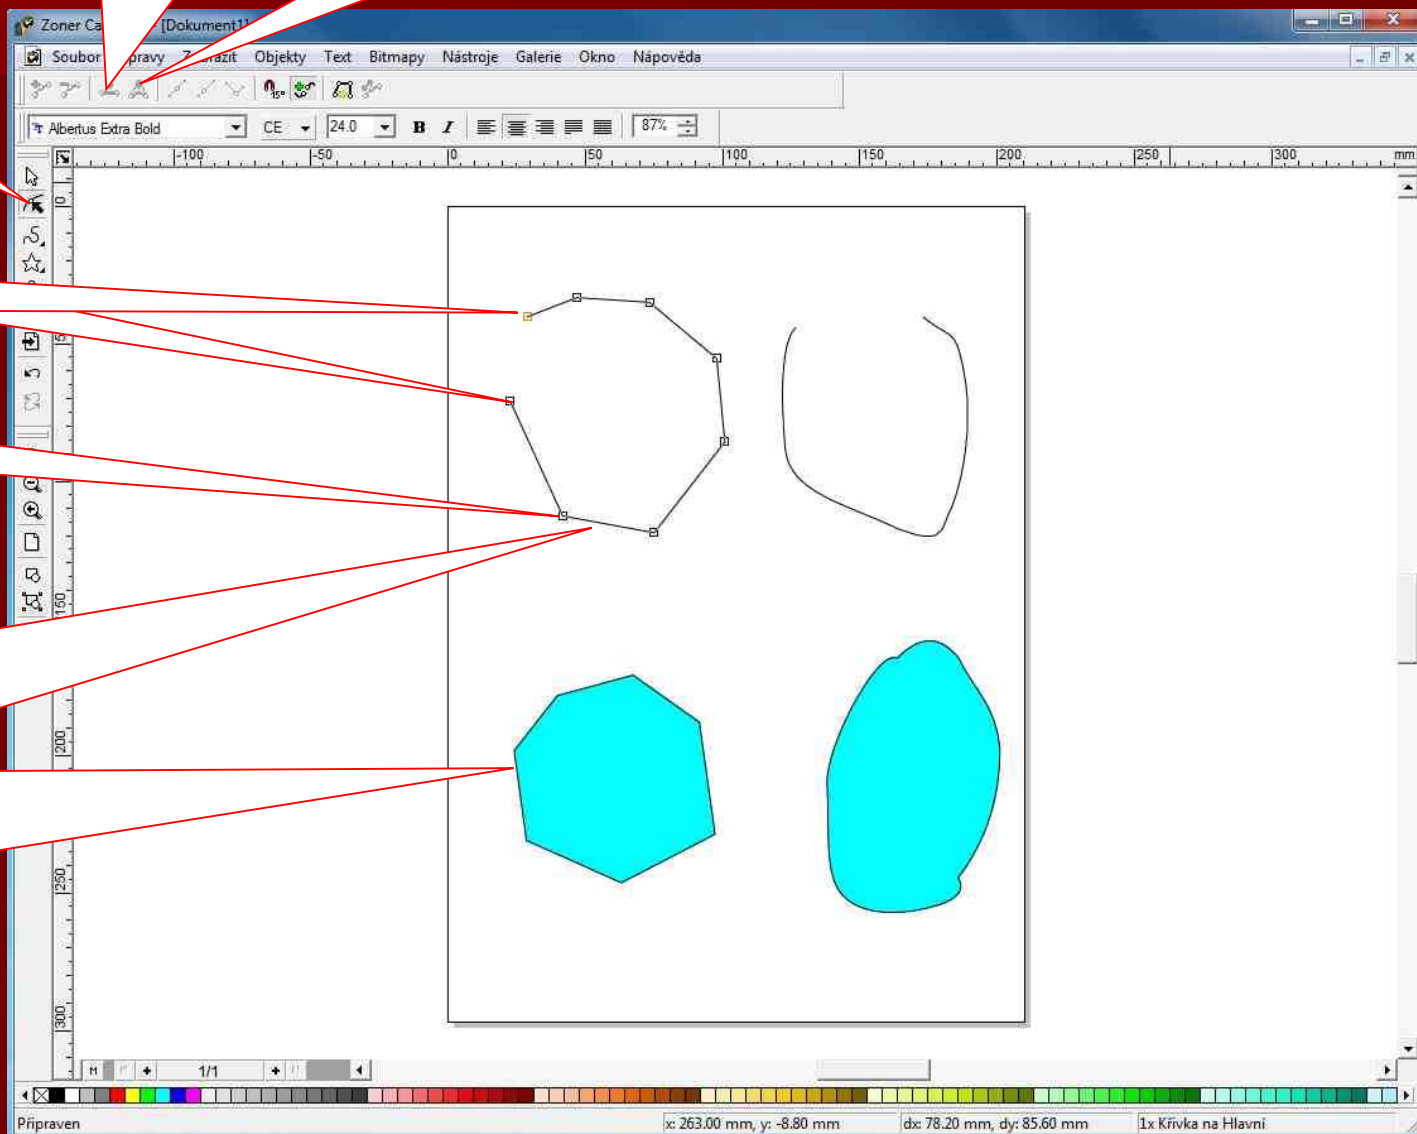 Zoner Ca [Dokument1]
Soubor pravy Zobrazit Objekty Text Bitmapy Nástroje Galerie Okno Nápověda
15°
Albertus Extra Bold CE 24.0 B I 87%
-100 -50 0 50 100 150 200 250 300 mm
0
150
200
250
300
M 1/1
Připraven x: 263.00 mm, y: -8.80 mm dx: 78.20 mm, dy: 85.60 mm 1x Křivka na Hlavní